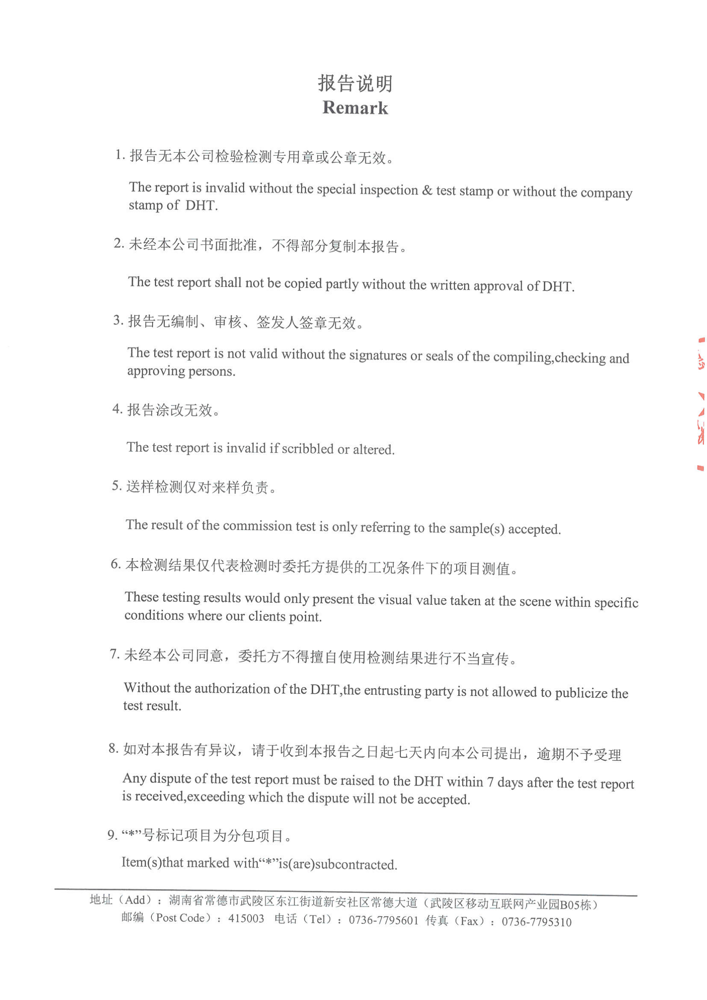 报告说明
Remark
1. 报告无本公司检验检测专用章或公章无效。
The report is invalid without the special inspection & test stamp or without the company
stamp of DHT.
2. 未经本公司书面批准，不得部分复制本报告。
The test report shall not be copied partly without the written approval of DHT.
3. 报告无编制、审核、签发人签章无效。
The test report is not valid without the signatures or seals of the compiling,checking and
approving persons.
4. 报告涂改无效。
The test report is invalid if scribbled or altered.
5. 送样检测仅对来样负责。
The result of the commission test is only referring to the sample(s) accepted.
6. 本检测结果仅代表检测时委托方提供的工况条件下的项目测值。
These testing results would only present the visual value taken at the scene within specific
conditions where our clients point.
7. 未经本公司同意，委托方不得擅自使用检测结果进行不当宣传。
Without the authorization of the DHT,the entrusting party is not allowed to publicize the
test result.
8. 如对本报告有异议，请于收到本报告之日起七天内向本公司提出，逾期不予受理
Any dispute of the test report must be raised to the DHT within 7 days after the test report
is received,exceeding which the dispute will not be accepted.
9. “*”号标记项目为分包项目。
Item(s)that marked with“*”is(are)subcontracted.
地址（Add）：湖南省常德市武陵区东江街道新安社区常德大道（武陵区移动互联网产业园B05栋）
邮编（Post Code）：415003 电话（Tel）：0736-7795601 传真（Fax）：0736-7795310